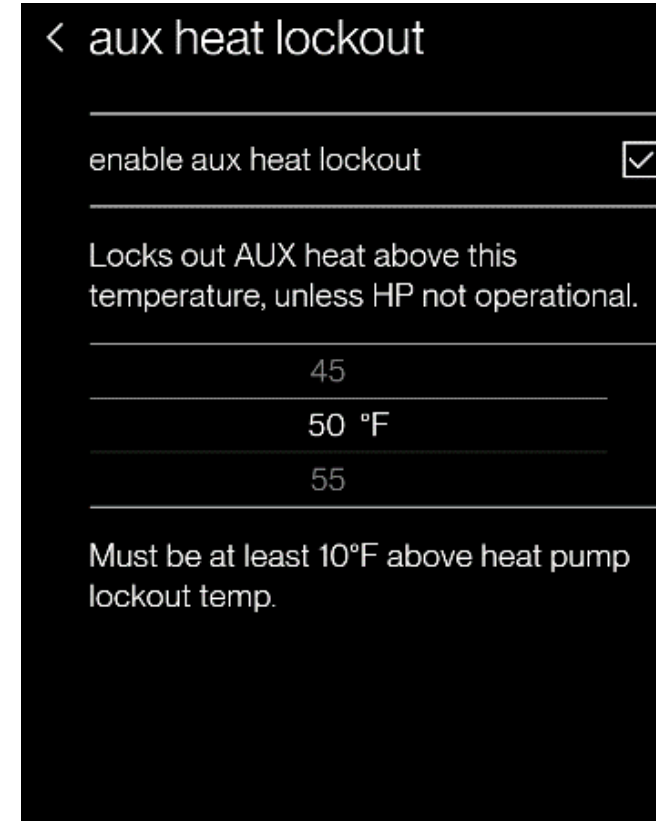 < aux heat lockout
enable aux heat lockout
Locks out AUX heat above this
temperature, unless HP not operational.
45
50 °F
55
Must be at least 10°F above heat pump
lockout temp.